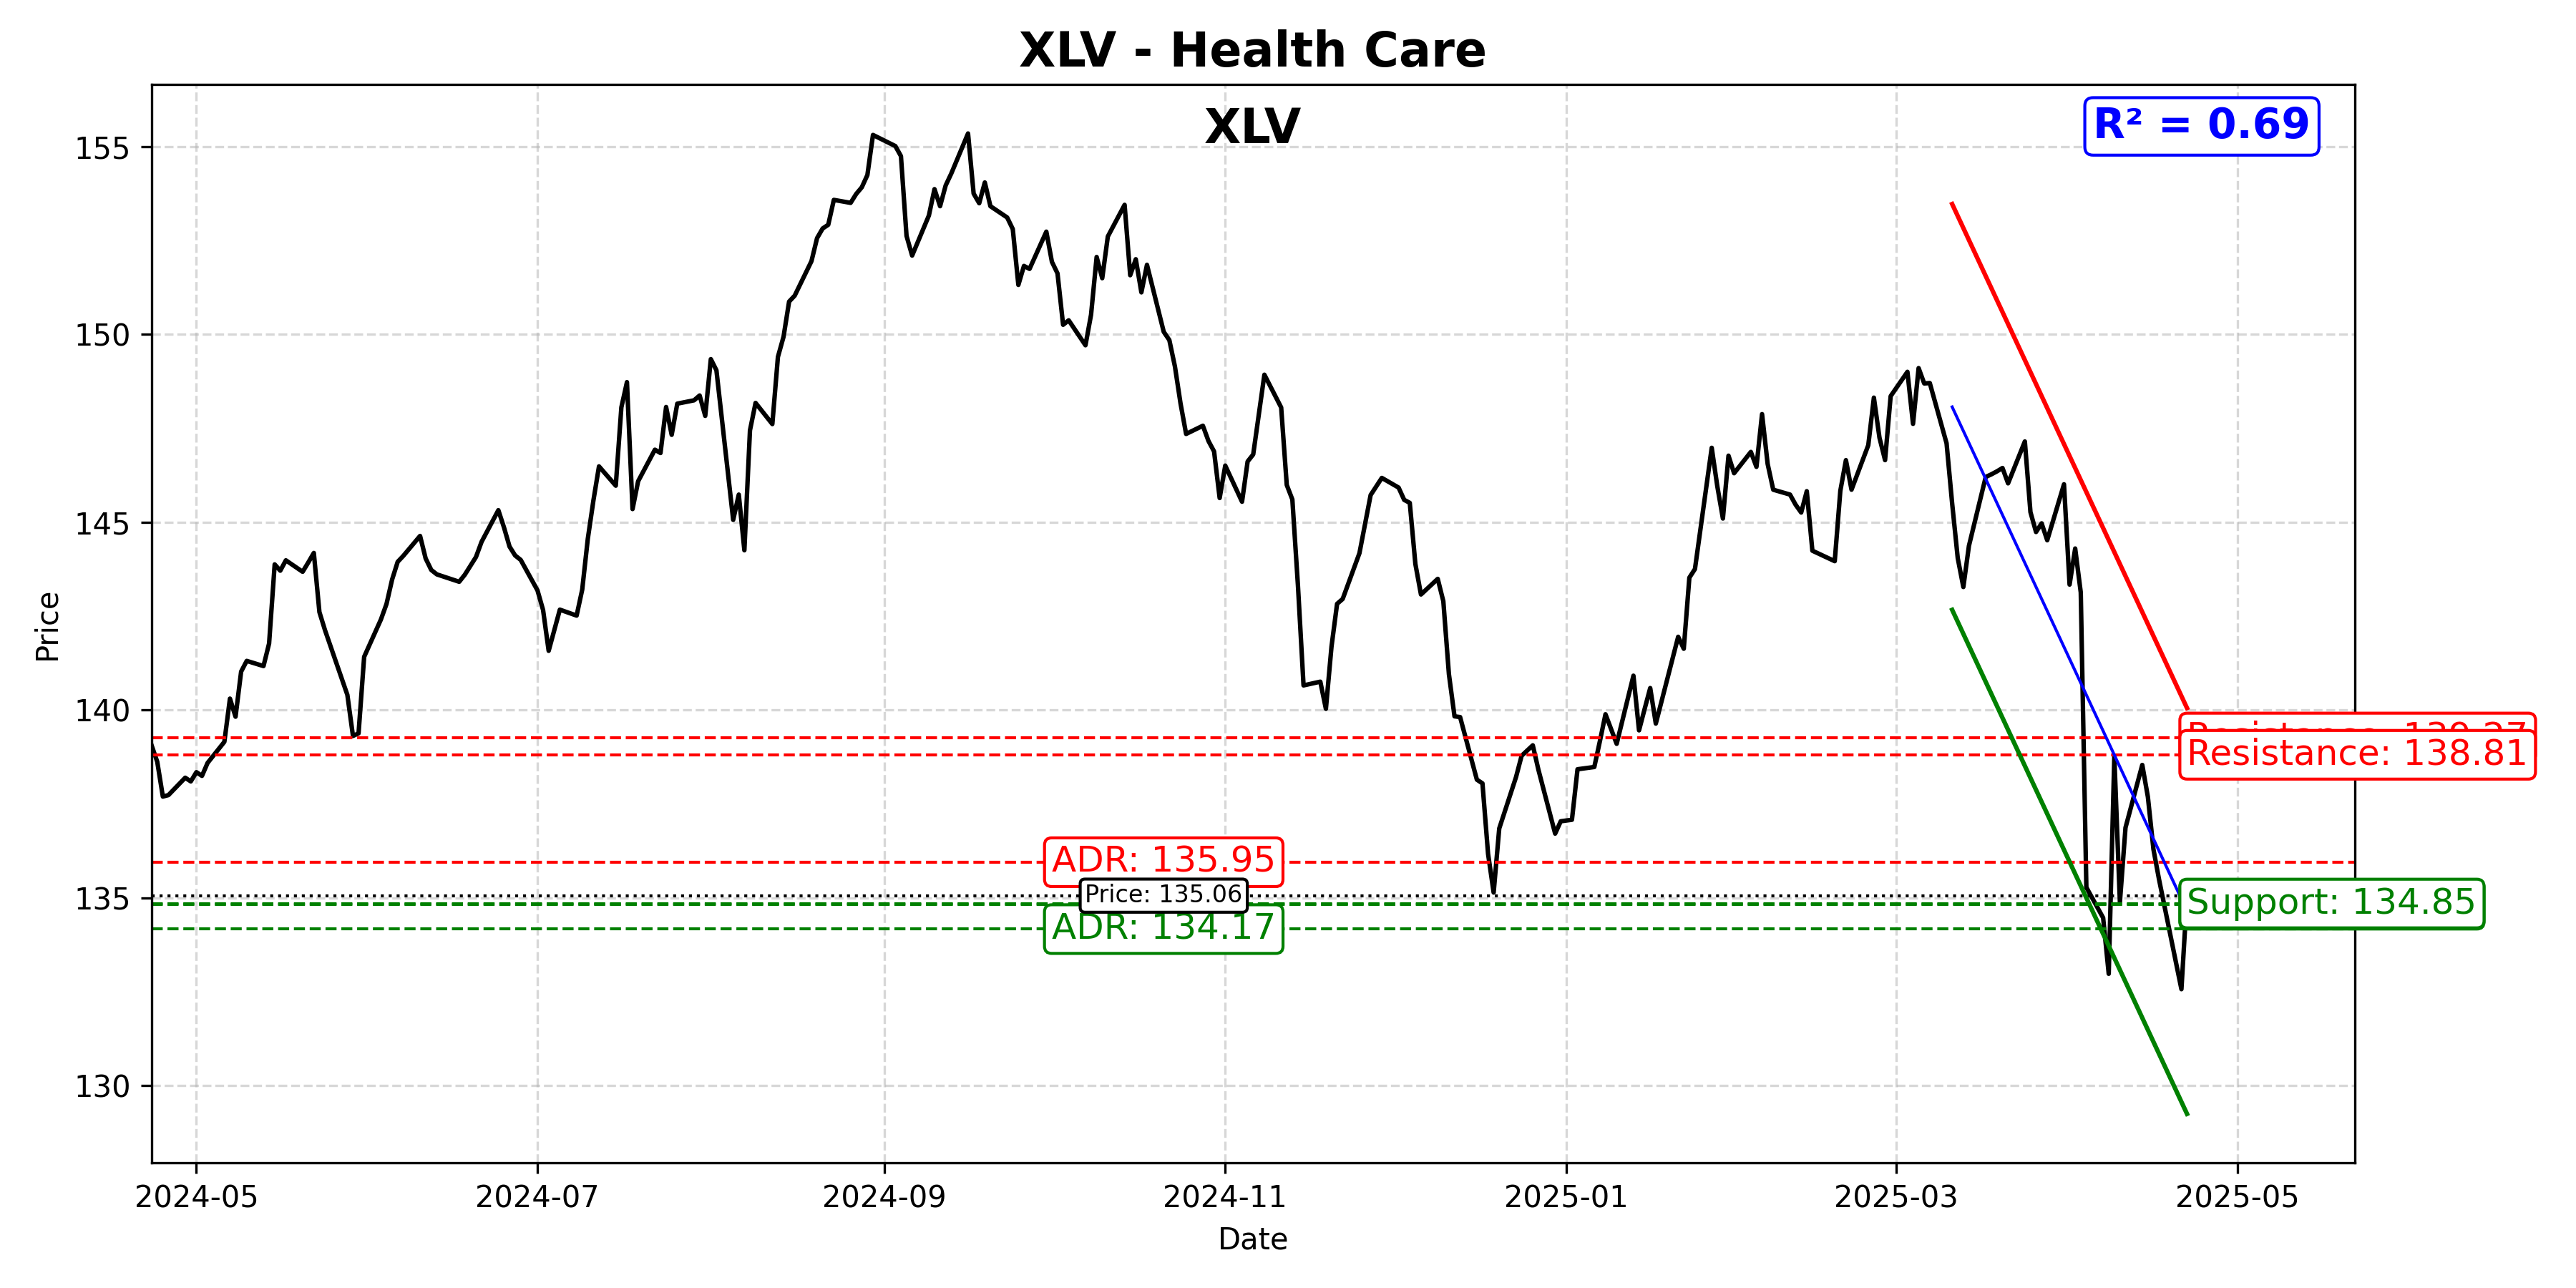 XLV - Health Care
XLV
R² = 0.69
155
150
145
140
135
130
Price
Resistance: 138.81
ADR: 135.95
Price: 135.06
Support: 134.85
ADR: 134.17
2024-05
2024-07
2024-09
2024-11
2025-01
2025-03
2025-05
Date